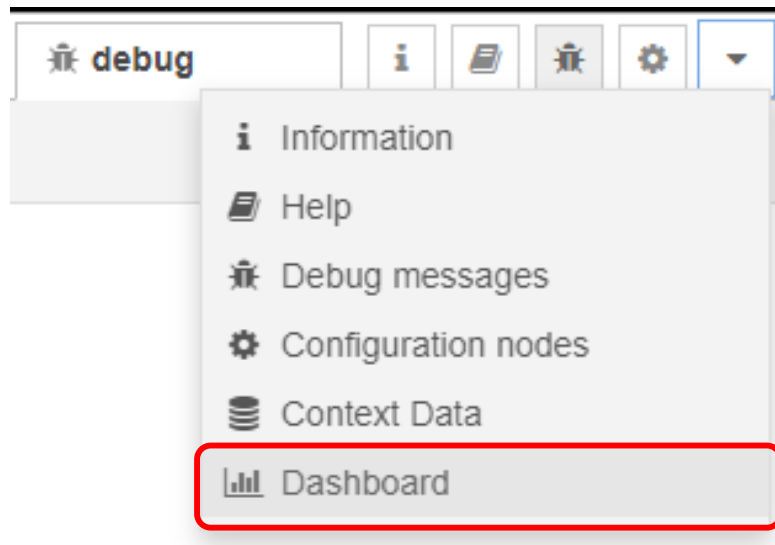 debug
Information
Help
Debug messages
Configuration nodes
Context Data
Dashboard